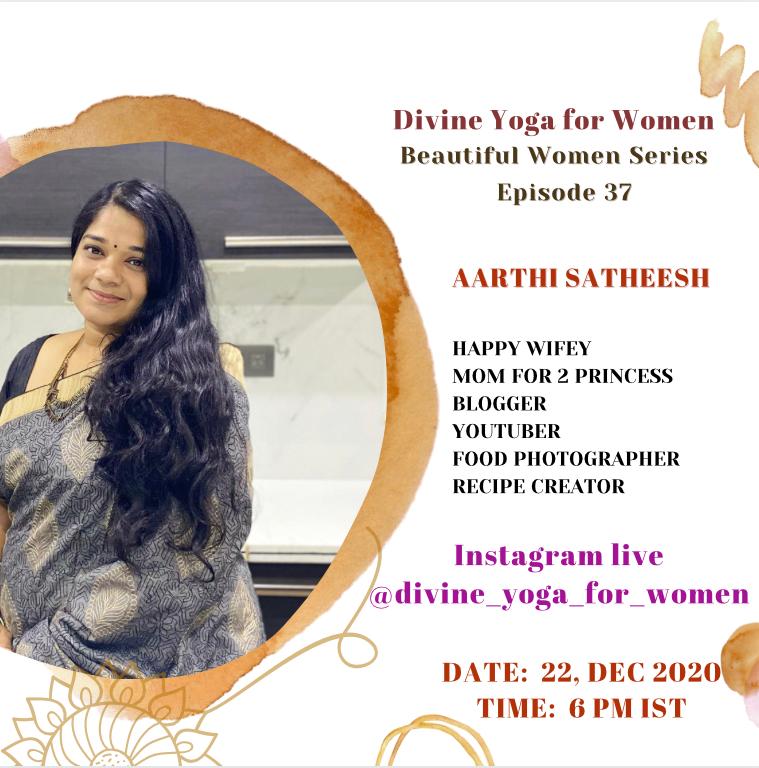 Divine Yoga for Women
Beautiful Women Series
Episode 37
AARTHI SATHEESH
HAPPY WIFEY
MOM FOR 2 PRINCESS
BLOGGER
YOUTUBER
FOOD PHOTOGRAPHER
RECIPE CREATOR
Instagram live
@divine_yoga_for_women
DATE: 22, DEC 2020
TIME: 6 PM IST